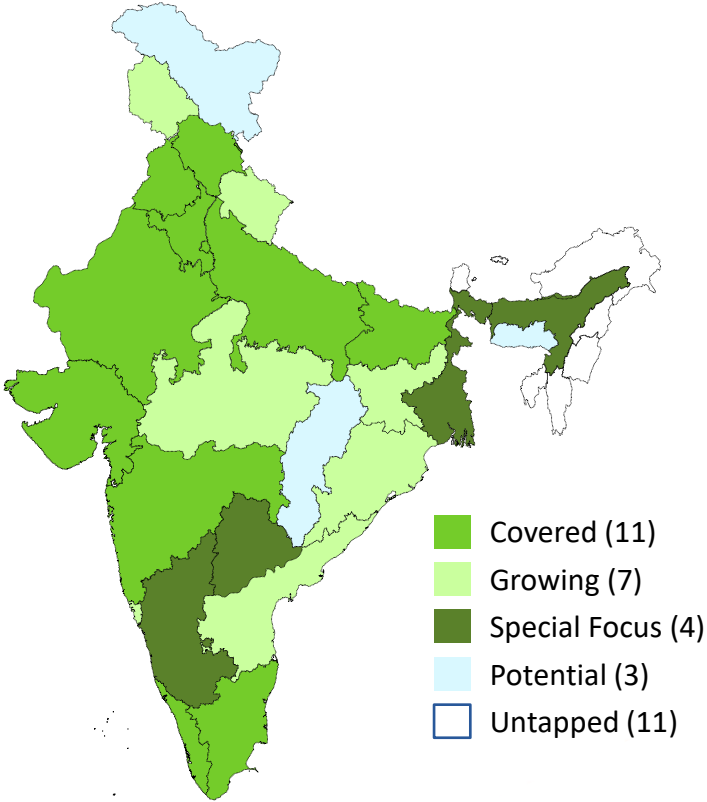 Covered (11)
Growing (7)
Special Focus (4)
Potential (3)
Untapped (11)